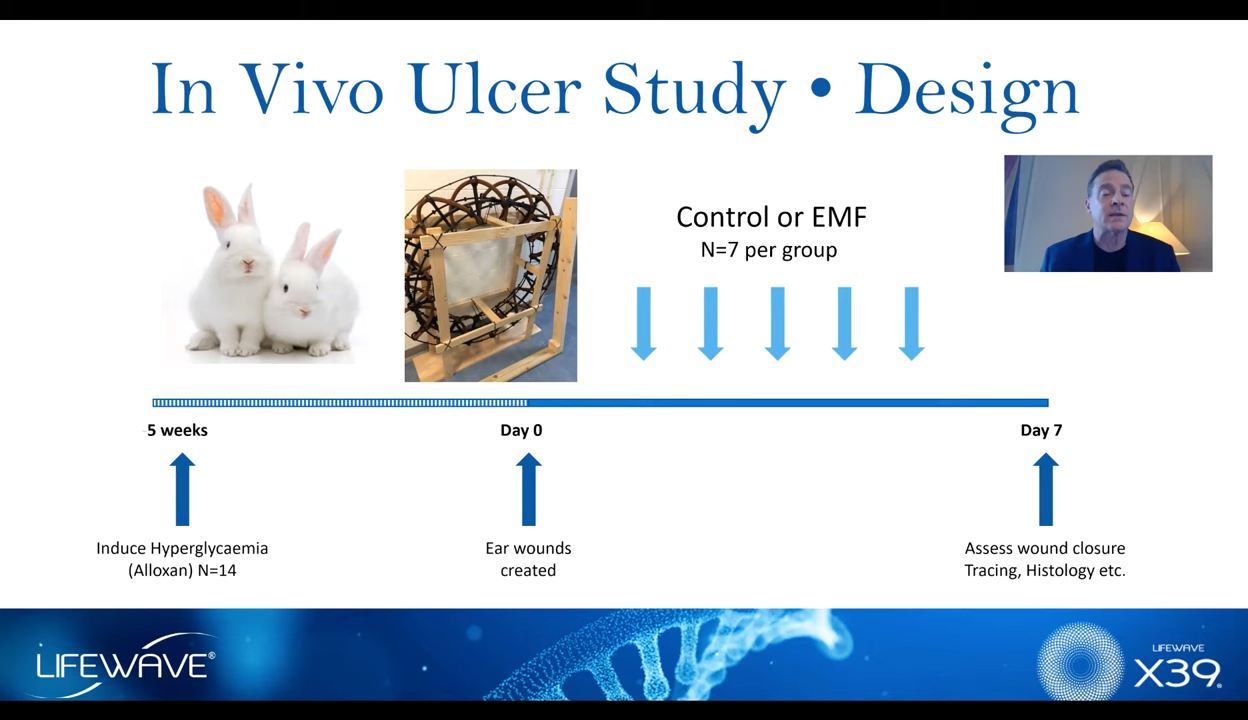 In Vivo Ulcer Study • Design
Control or EMF
N=7 per group
5 weeks
Day 0
Day 7
Induce Hyperglycaemia
(Alloxan) N=14
Ear wounds
created
Assess wound closure
Tracing, Histology etc.
LIFEWAVE®
LIFEWAVE
X39®